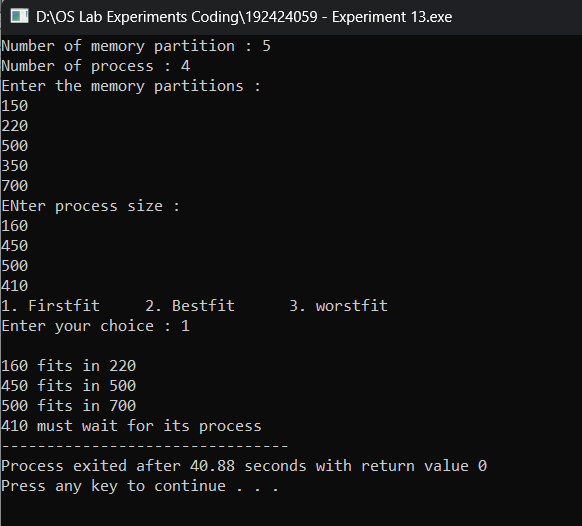 D:\OS Lab Experiments Coding\192424059 - Experiment 13.exe
Number of memory partition : 5
Number of process : 4
Enter the memory partitions :
150
220
500
350
700
ENter process size :
160
450
500
410
1. Firstfit     2. Bestfit      3. worstfit
Enter your choice : 1

160 fits in 220
450 fits in 500
500 fits in 700
410 must wait for its process
--------------------------------
Process exited after 40.88 seconds with return value 0
Press any key to continue . . .